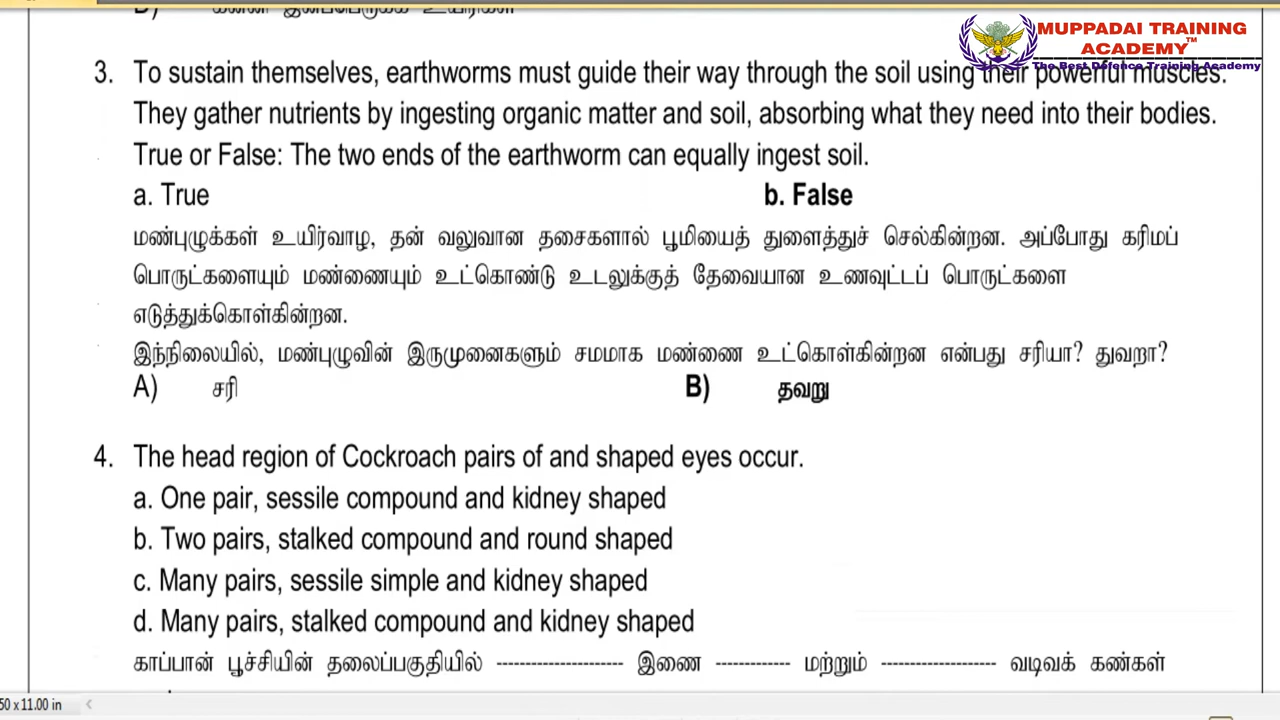 MUPPADAI TRAINING
ACADEMY™
The Best Defence Training Academy
3. To sustain themselves, earthworms must guide their way through the soil using their powerful muscles.
They gather nutrients by ingesting organic matter and soil, absorbing what they need into their bodies.
True or False: The two ends of the earthworm can equally ingest soil.
a. True b. False
மண்புழுக்கள் உயிர்வாழ, தன் வலுவான தசைகளால் பூமியைத் துளைத்துச் செல்கின்றன. அப்போது கரிமப்
பொருட்களையும் மண்ணையும் உட்கொண்டு உடலுக்குத் தேவையான உணவுட்டப் பொருட்களை
எடுத்துக்கொள்கின்றன.
இந்நிலையில், மண்புழுவின் இருமுனைகளும் சமமாக மண்ணை உட்கொள்கின்றன என்பது சரியா? துவறா?
A) சரி B) தவறு
4. The head region of Cockroach pairs of and shaped eyes occur.
a. One pair, sessile compound and kidney shaped
b. Two pairs, stalked compound and round shaped
c. Many pairs, sessile simple and kidney shaped
d. Many pairs, stalked compound and kidney shaped
காப்பான் பூச்சியின் தலைப்பகுதியில் ---------------------- இணை ------------- மற்றும் -------------------- வடிவக் கண்கள்
50 x 11.00 in